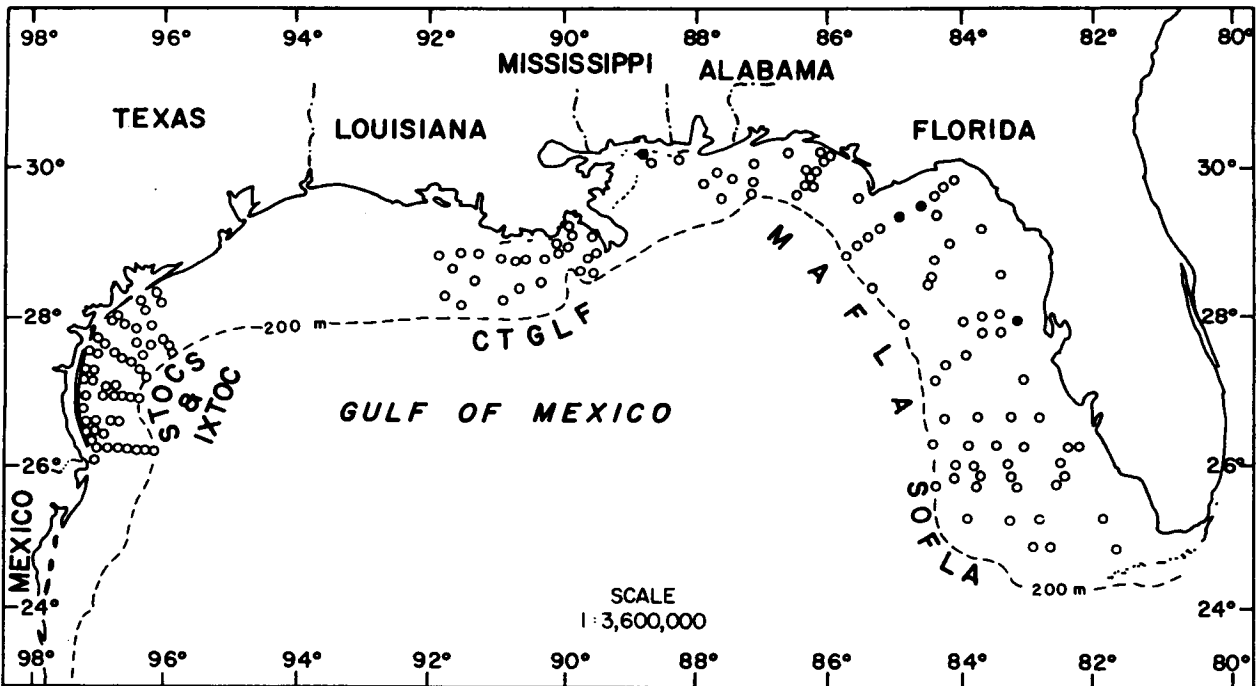 98° 96° 94° 92° 90° 88° 86° 84° 82° 80°
MISSISSIPPI ALABAMA
TEXAS LOUISIANA FLORIDA
30° 30°
MAFLA
28° 200 m CTGLF 28°
STOCS & IXTOC
GULF OF MEXICO
26° 26°
SOFLA
MEXICO
200 m
24° SCALE 24°
1:3,600,000
98° 96° 94° 92° 90° 88° 86° 84° 82° 80°